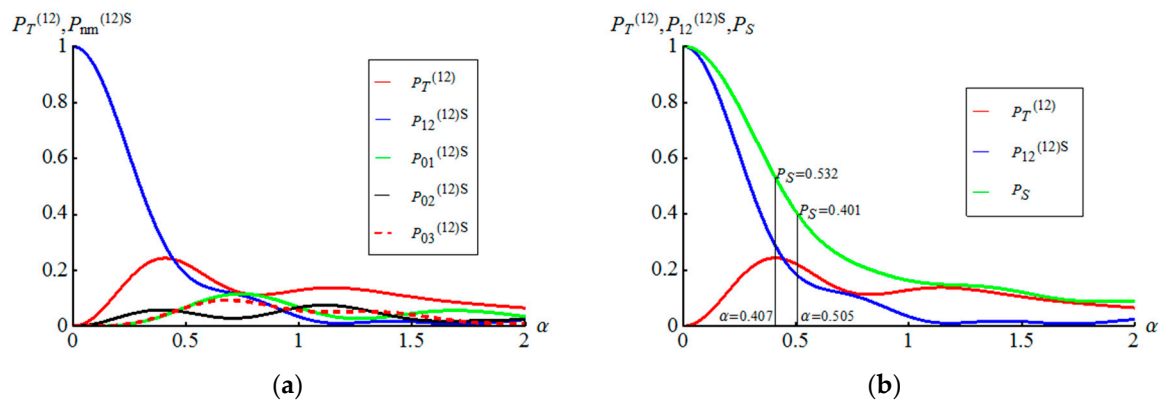 P_T^(12), P_nm^(12)S
1
0.8
0.6
0.4
0.2
0
0.5
1
1.5
2
α
P_T^(12)
P_12^(12)S
P_01^(12)S
P_02^(12)S
P_03^(12)S
(a)
P_T^(12), P_12^(12)S, P_S
1
0.8
0.6
0.4
0.2
0
P_S=0.532
P_S=0.401
α=0.407
α=0.505
0.5
1
1.5
2
α
P_T^(12)
P_12^(12)S
P_S
(b)